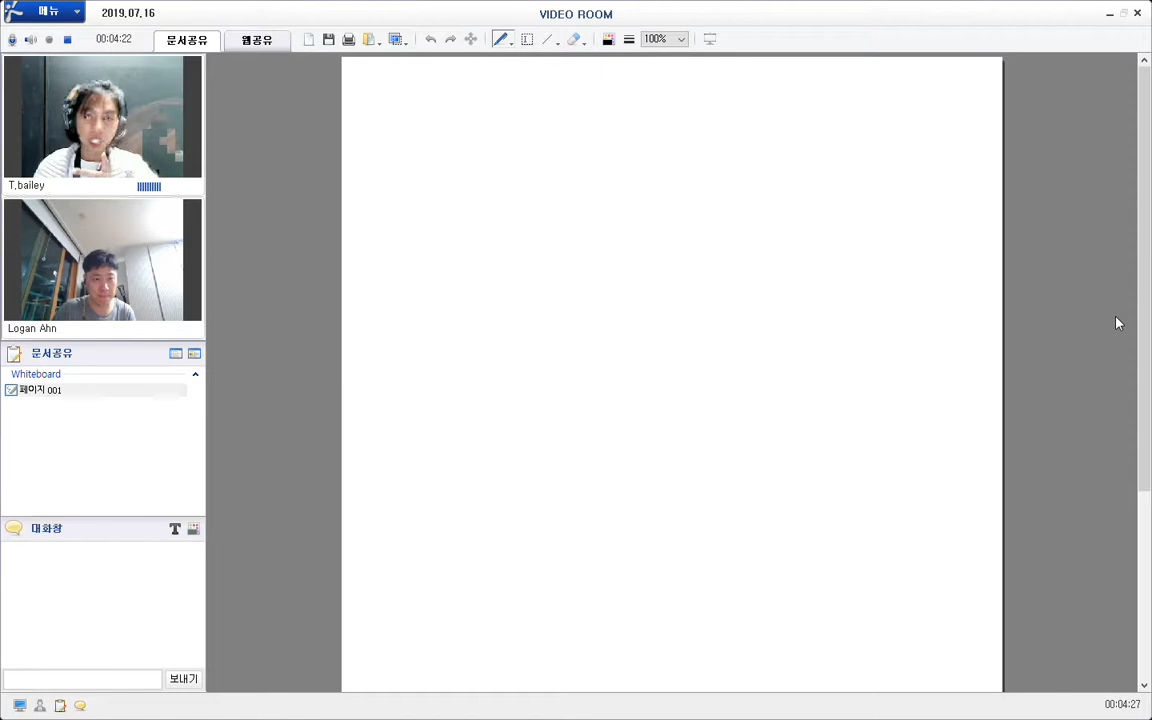 메뉴
2019.07.16
VIDEO ROOM
00:04:22
문서공유
웹공유
100%
T.bailey
Logan Ahn
문서공유
Whiteboard
페이지 001
대화창
T
보내기
00:04:27